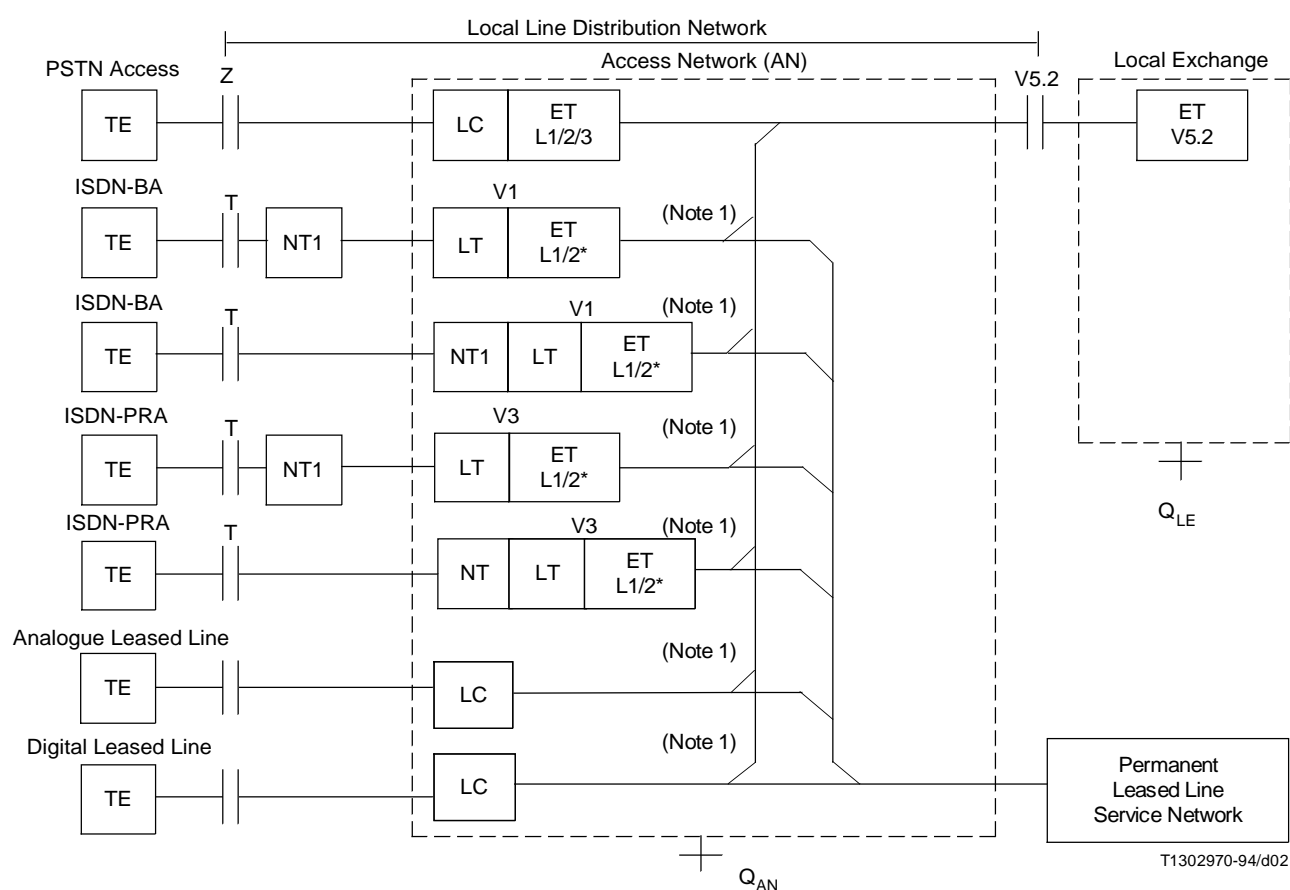 Local Line Distribution Network
PSTN Access
Z
Access Network (AN)
V5.2
Local Exchange
TE
LC
ET
L1/2/3
ET
V5.2
ISDN-BA
T
V1
(Note 1)
TE
NT1
LT
ET
L1/2*
ISDN-BA
T
V1
(Note 1)
TE
NT1
LT
ET
L1/2*
ISDN-PRA
T
V3
(Note 1)
TE
NT1
LT
ET
L1/2*
QLE
ISDN-PRA
T
V3
(Note 1)
TE
NT
LT
ET
L1/2*
Analogue Leased Line
(Note 1)
TE
LC
Digital Leased Line
(Note 1)
TE
LC
Permanent
Leased Line
Service Network
T1302970-94/d02
QAN